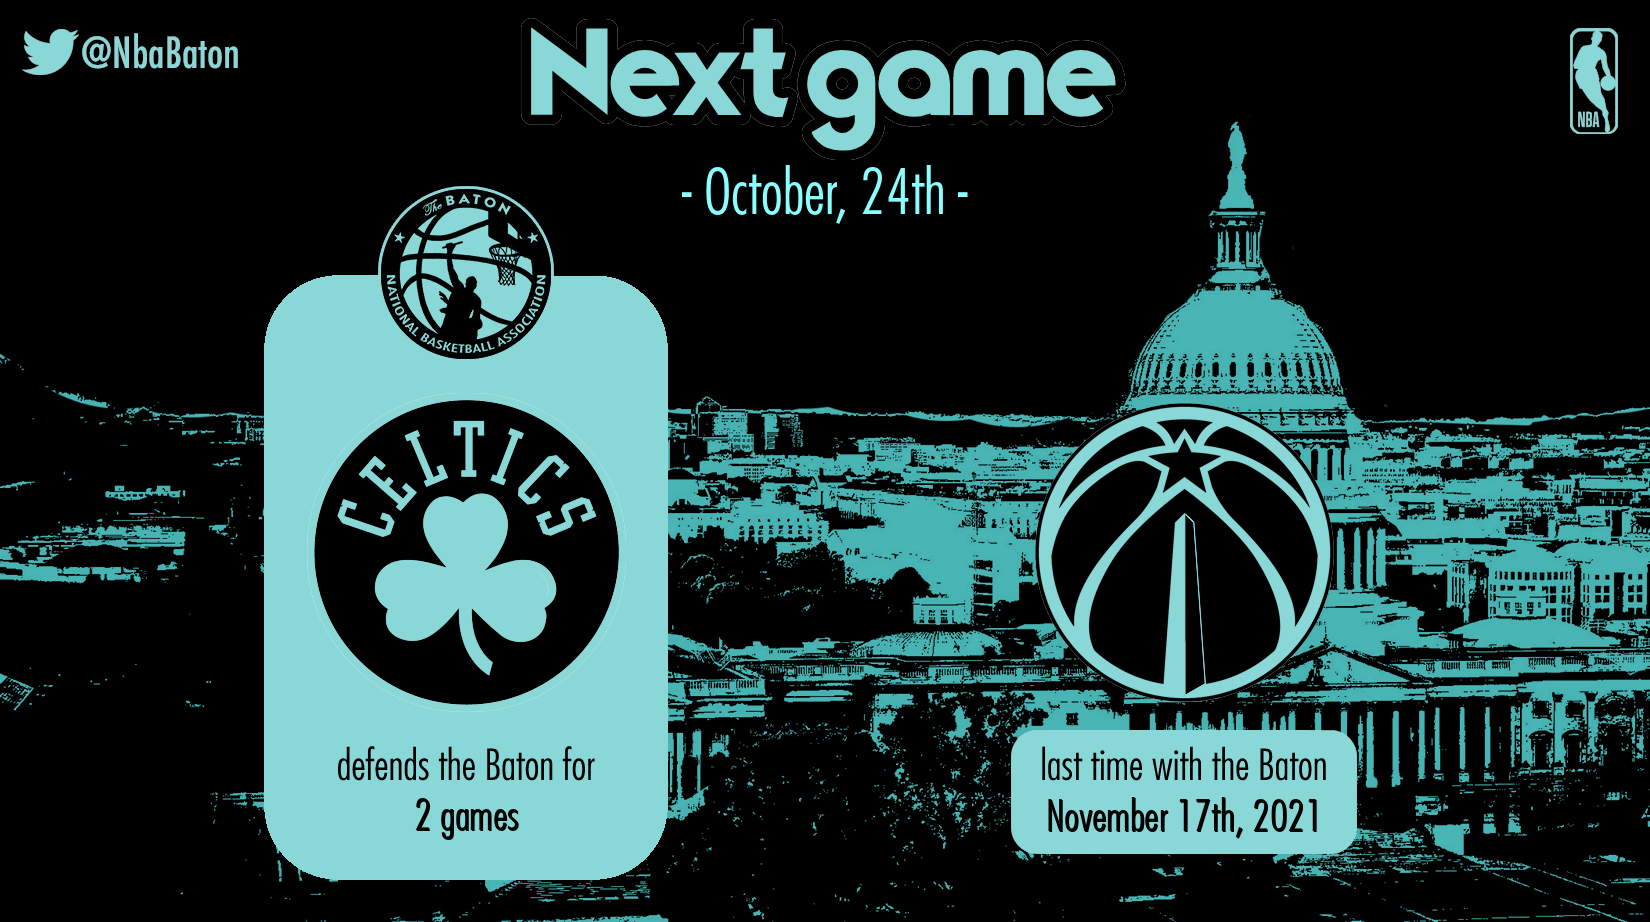 @NbaBaton
Next game
NBA
- October, 24th -
The BATON
NATIONAL BASKETBALL ASSOCIATION
CELTICS
defends the Baton for
2 games
last time with the Baton
November 17th, 2021